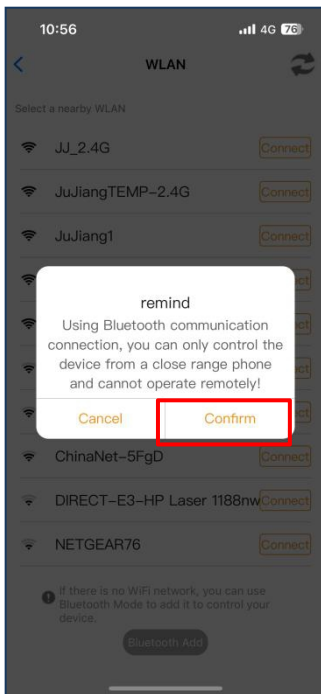 10:56
4G 76
WLAN
Select a nearby WLAN
JJ_2.4G Connect
JuJiangTEMP-2.4G Connect
JuJiang1 Connect
remind
Using Bluetooth communication
connection, you can only control the
device from a close range phone
and cannot operate remotely!
Cancel Confirm
ChinaNet-5FgD Connect
DIRECT-E3-HP Laser 1188nw Connect
NETGEAR76 Connect
If there is no WiFi network, you can use
Bluetooth Mode to add it to control your
device.
Bluetooth Add